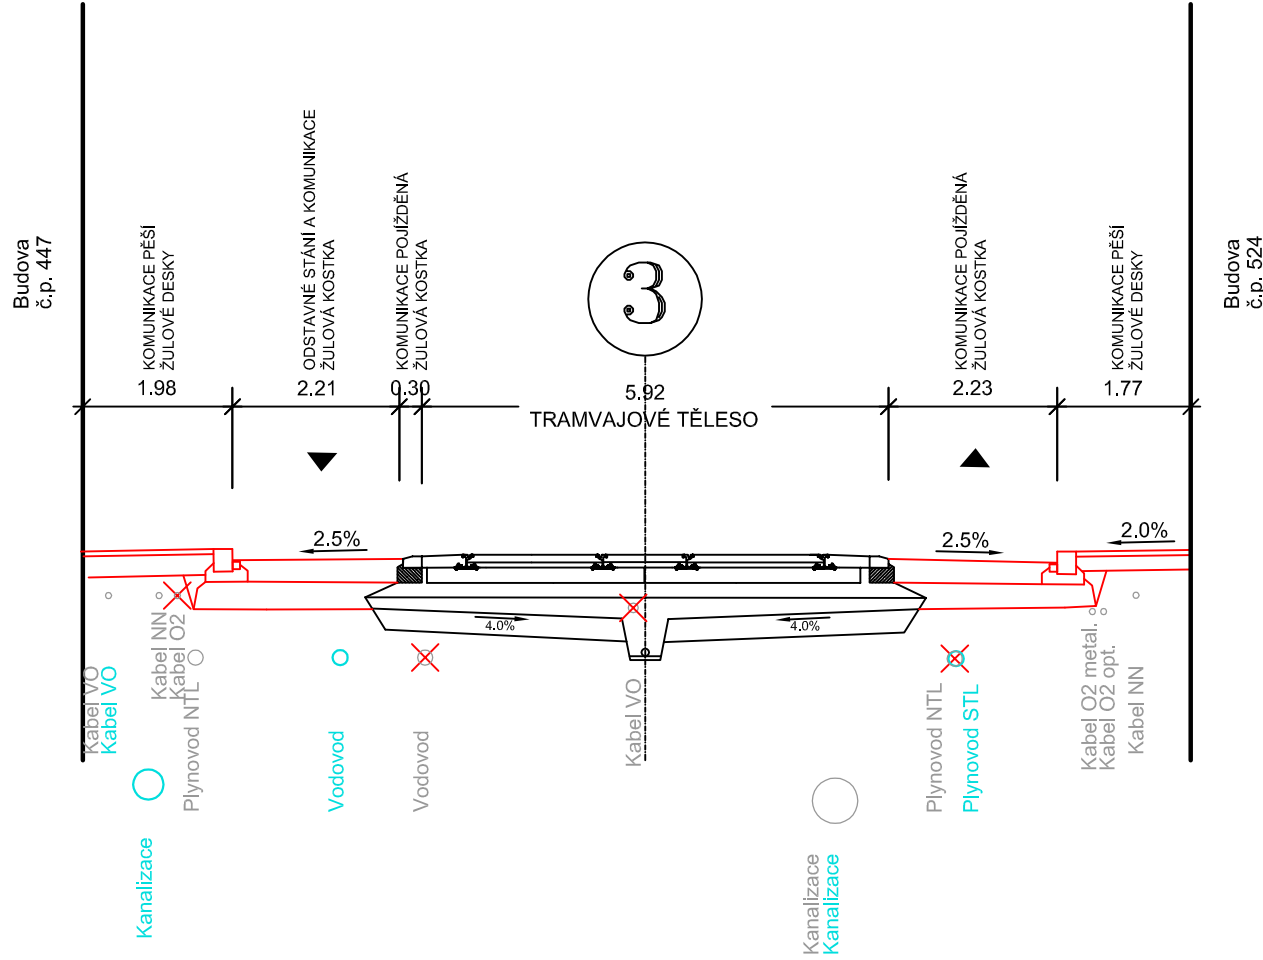 Budova
č.p. 447
KOMUNIKACE PĚŠÍ
ŽULOVÉ DESKY
1.98
ODSTAVNÉ STÁNÍ A KOMUNIKACE
ŽULOVÁ KOSTKA
2.21
KOMUNIKACE POJÍŽDĚNÁ
ŽULOVÁ KOSTKA
0.30
3
5.92
TRAMVAJOVÉ TĚLESO
KOMUNIKACE POJÍŽDĚNÁ
ŽULOVÁ KOSTKA
2.23
KOMUNIKACE PĚŠÍ
ŽULOVÉ DESKY
1.77
Budova
č.p. 524
2.5%
2.5%
2.0%
4.0%
4.0%
Kabel VO
Kabel VO
Kabel NN
Kabel O2
Plynovod NTL
Vodovod
Vodovod
Kabel VO
Plynovod NTL
Plynovod STL
Kabel O2 metal.
Kabel O2 opt.
Kabel NN
Kanalizace
Kanalizace
Kanalizace